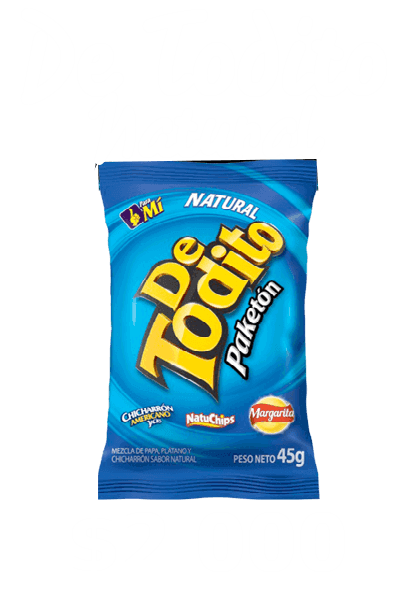 Para
Mí
NATURAL
De
Todito
Paketón
CHICHARRÓN
AMERICANO
NatuChips
Margarita
MEZCLA DE PAPA, PLÁTANO Y
CHICHARRÓN SABOR NATURAL
PESO NETO 45g